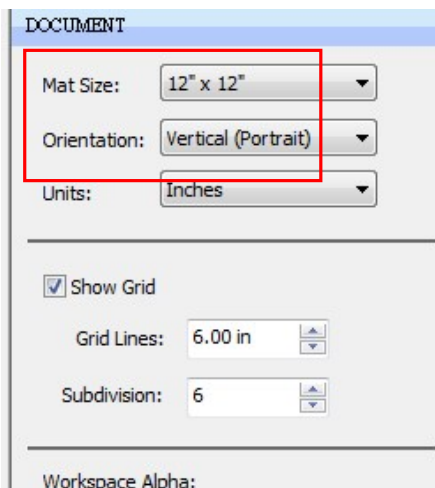 DOCUMENT
Mat Size: 12" x 12"
Orientation: Vertical (Portrait)
Units: Inches
Show Grid
Grid Lines: 6.00 in
Subdivision: 6
Workspace Alpha: